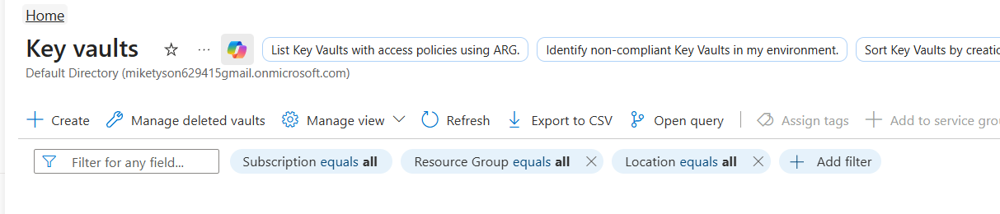 Home
Key vaults ☆ ··· List Key Vaults with access policies using ARG. Identify non-compliant Key Vaults in my environment. Sort Key Vaults by
Default Directory (miketyson629415gmail.onmicrosoft.com)
Create Manage deleted vaults Manage view Refresh Export to CSV Open query Assign tags Add to service
Filter for any field... Subscription equals all Resource Group equals all Location equals all Add filter